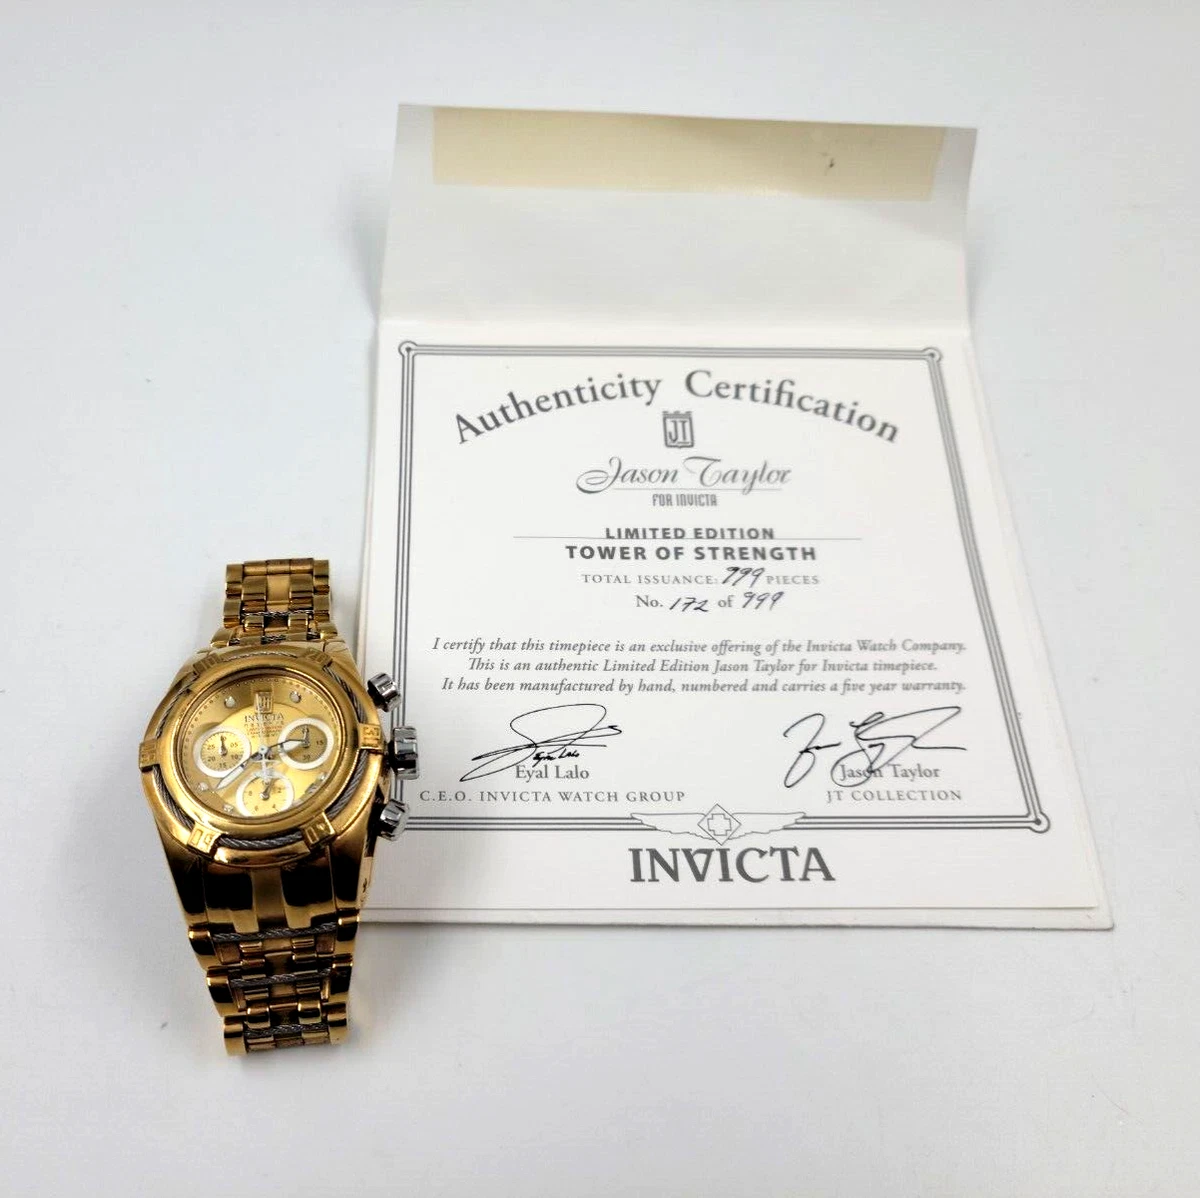 Authenticity Certification
JT
Jason Taylor
FOR INVICTA
LIMITED EDITION
TOWER OF STRENGTH
TOTAL ISSUANCE: 999 PIECES
No. 172 of 999
I certify that this timepiece is an exclusive offering of the Invicta Watch Company.
This is an authentic Limited Edition Jason Taylor for Invicta timepiece.
It has been manufactured by hand, numbered and carries a five year warranty.
Eyal Lalo
Jason Taylor
C.E.O. INVICTA WATCH GROUP
JT COLLECTION
INVICTA
JT
INVICTA